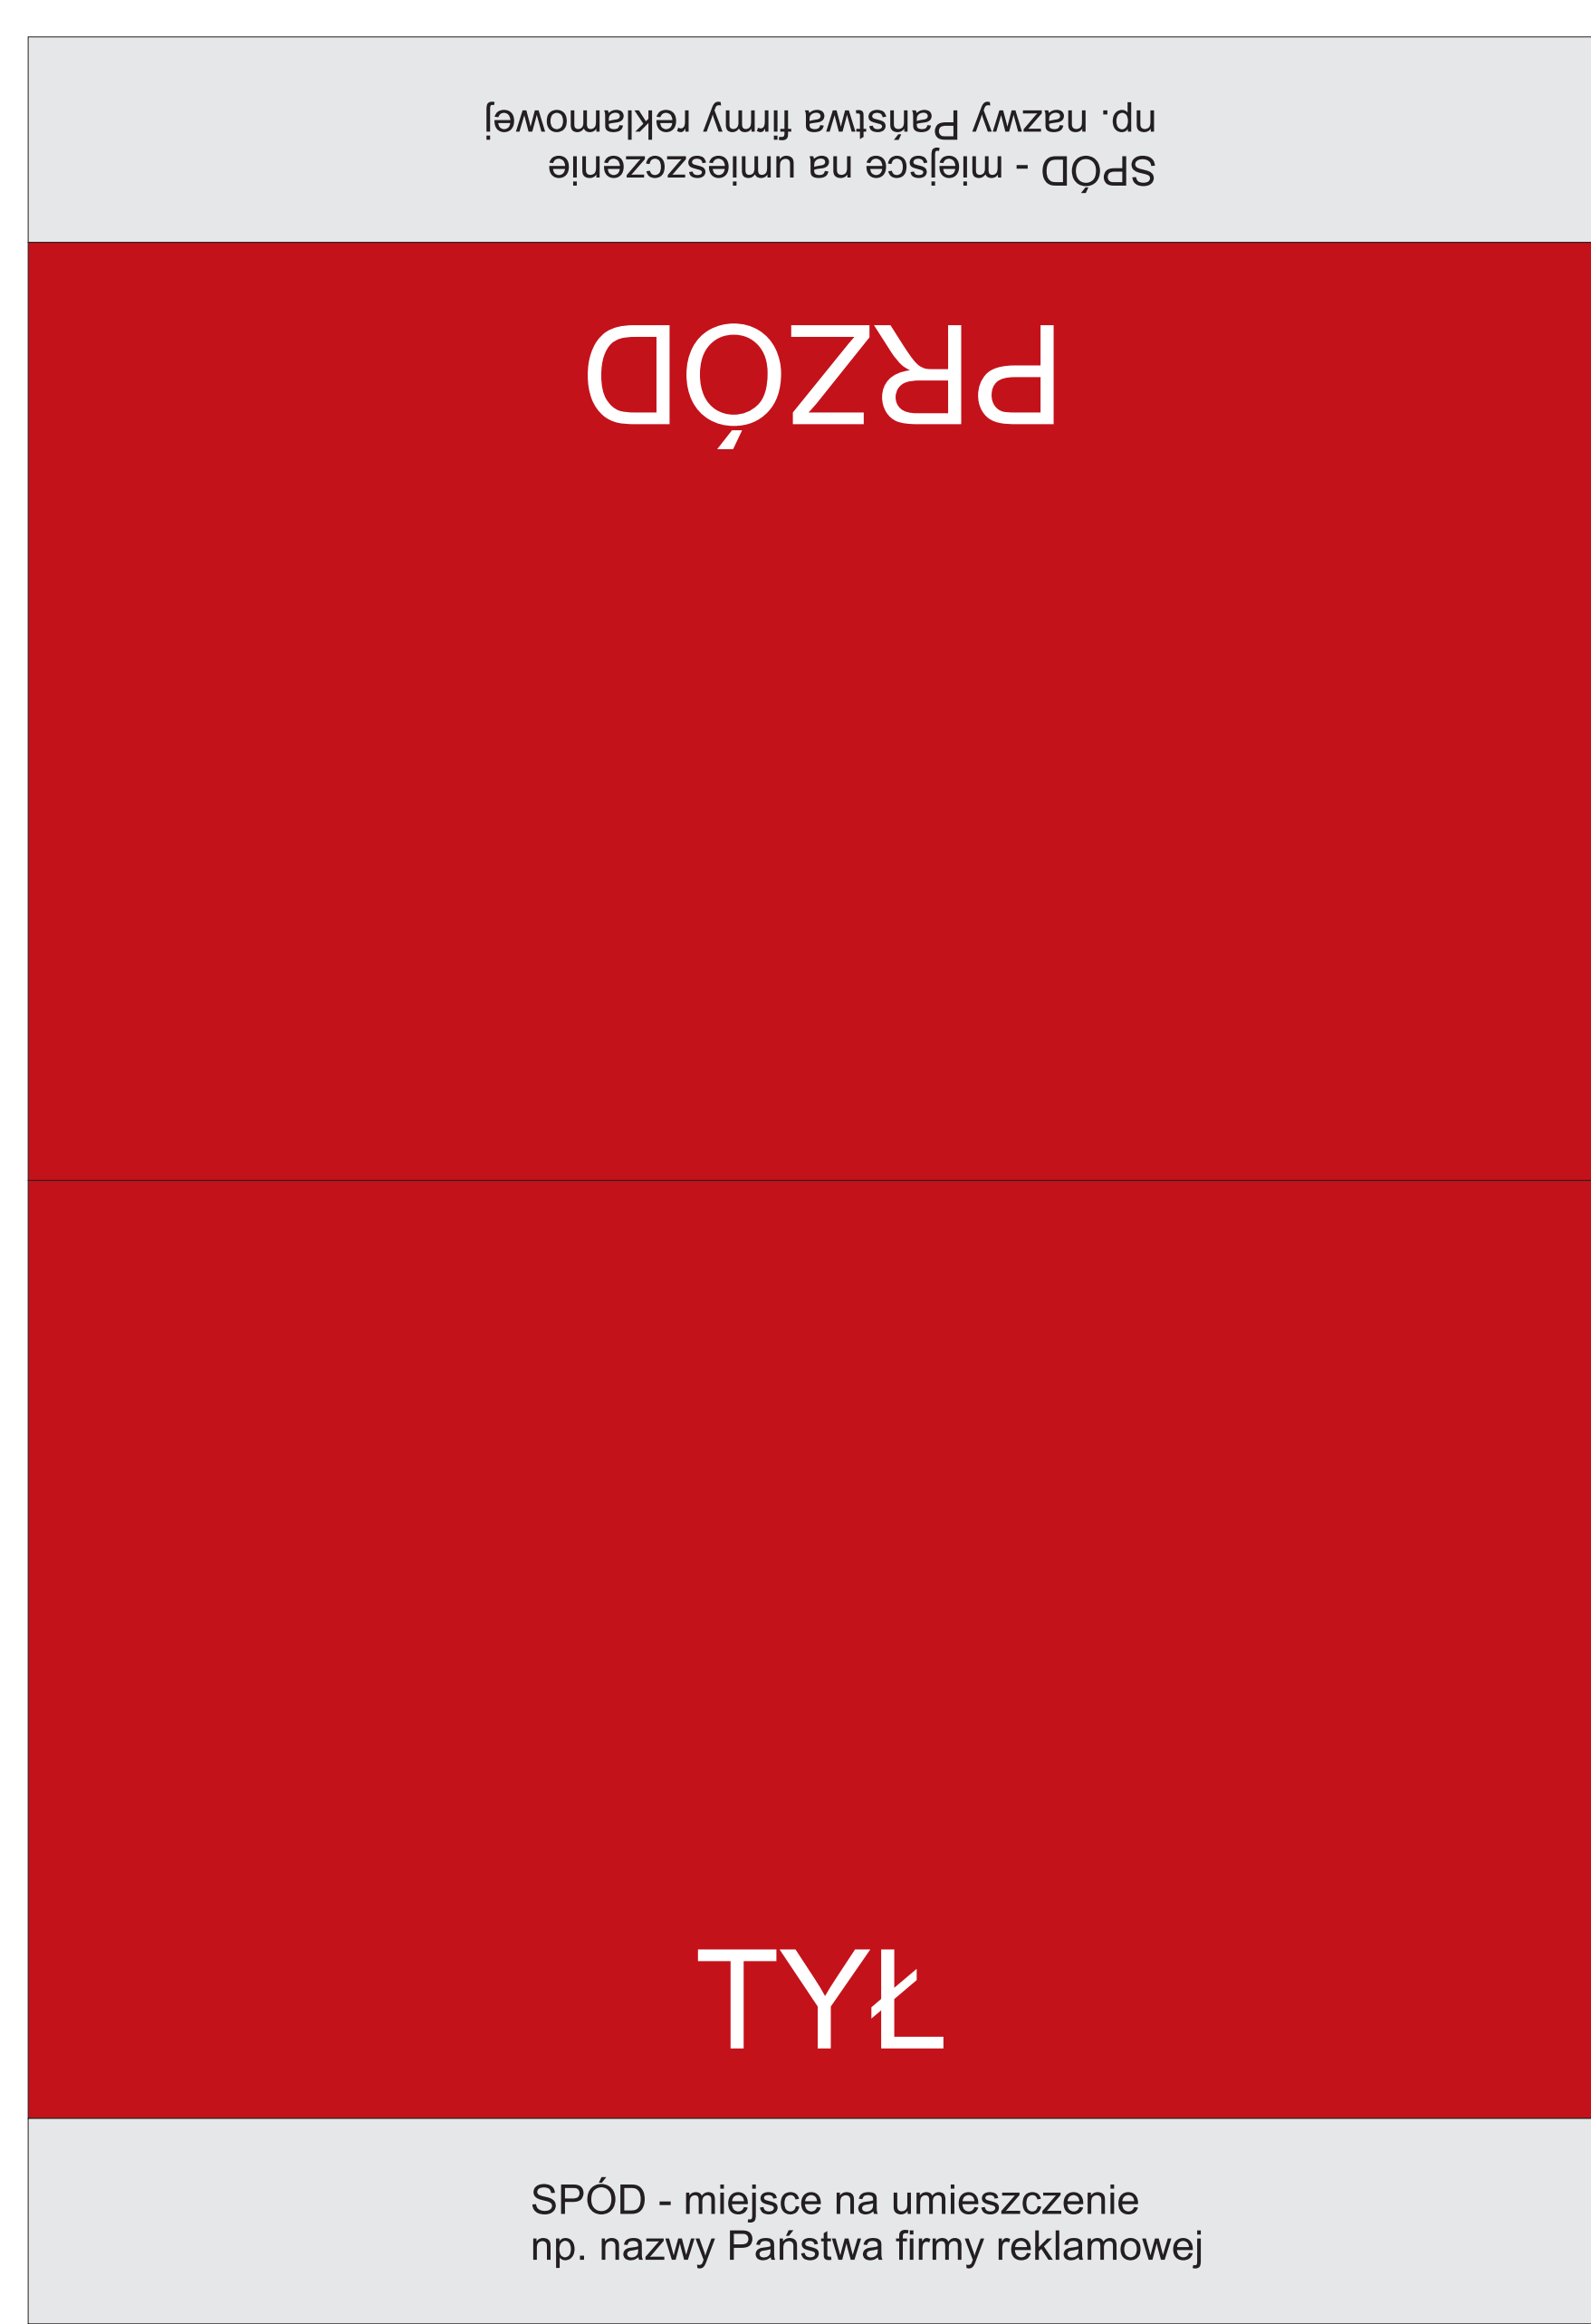 SPÓD - miejsce na umieszczenie
np. nazwy Państwa firmy reklamowej
PRZÓD
TYŁ
SPÓD - miejsce na umieszczenie
np. nazwy Państwa firmy reklamowej